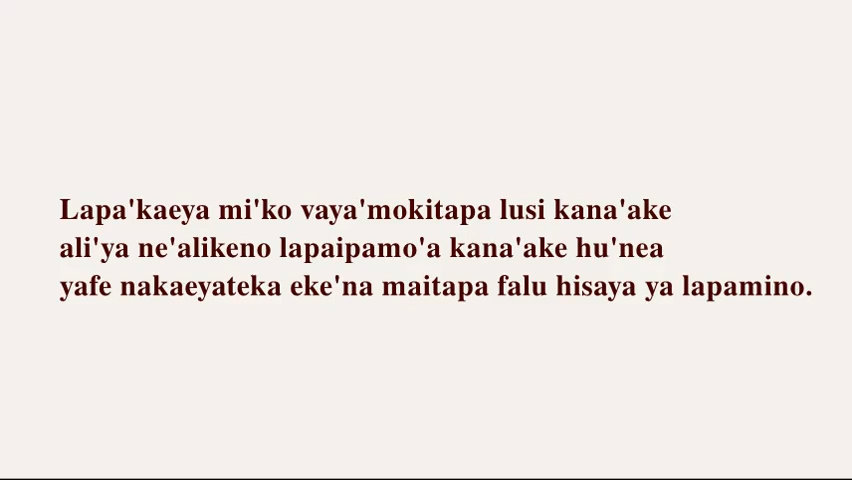 Lapa'kaeya mi'ko vaya'mokitapa lusi kana'ake
ali'ya ne'alikeno lapaipamo'a kana'ake hu'nea
yafe nakaeyateka eke'na maitapa falu hisaya ya lapamino.